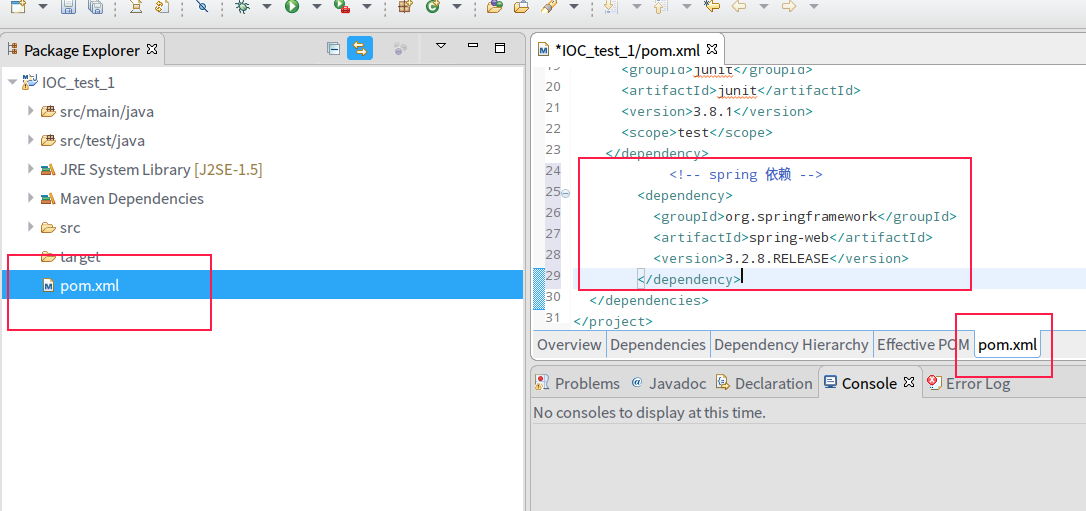 Package Explorer
IOC_test_1
src/main/java
src/test/java
JRE System Library [J2SE-1.5]
Maven Dependencies
src
target
pom.xml
*IOC_test_1/pom.xml
19 <groupId>junit</groupId>
20 <artifactId>junit</artifactId>
21 <version>3.8.1</version>
22 <scope>test</scope>
23 </dependency>
24 <!-- spring 依赖 -->
25 <dependency>
26 <groupId>org.springframework</groupId>
27 <artifactId>spring-web</artifactId>
28 <version>3.2.8.RELEASE</version>
29 </dependency>
30 </dependencies>
31 </project>
Overview Dependencies Dependency Hierarchy Effective POM pom.xml
Problems @ Javadoc Declaration Console Error Log
No consoles to display at this time.